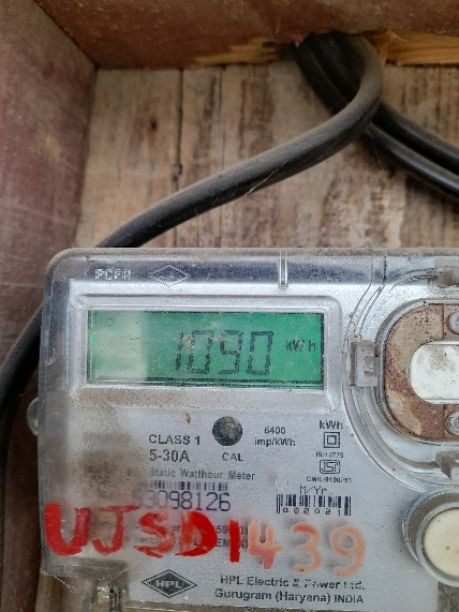 1090 kWh
CLASS 1
5-30A
CAL
6400
imp/kWh
kWh
Static Watthour Meter
3098126
M/Yr.
UJSD1439
HPL
HPL Electric & Power Ltd.
Gurugram (Haryana) INDIA